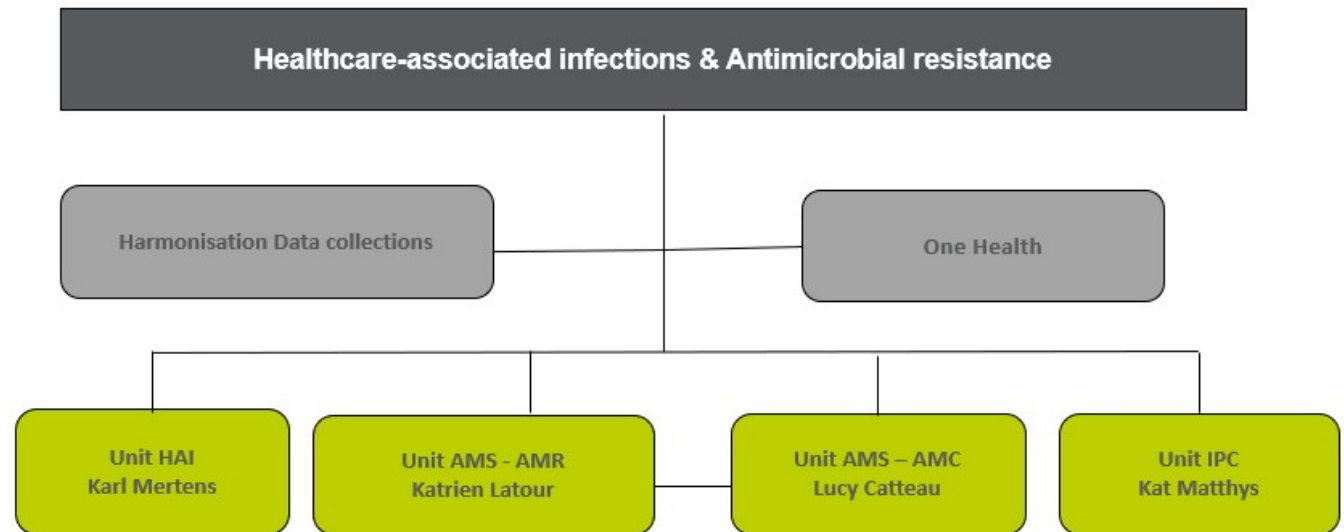 Healthcare-associated infections & Antimicrobial resistance
Harmonisation Data collections
One Health
Unit HAI
Karl Mertens
Unit AMS - AMR
Katrien Latour
Unit AMS – AMC
Lucy Catteau
Unit IPC
Kat Matthys